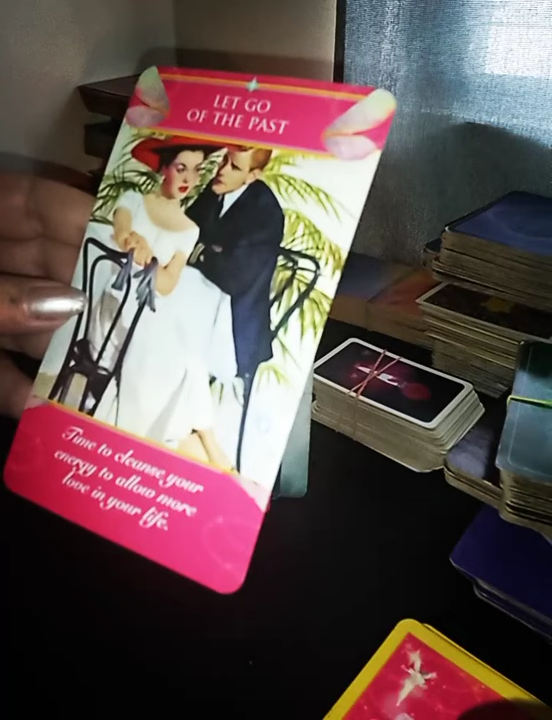 LET GO
OF THE PAST
Time to cleanse your
energy to allow more
love in your life.